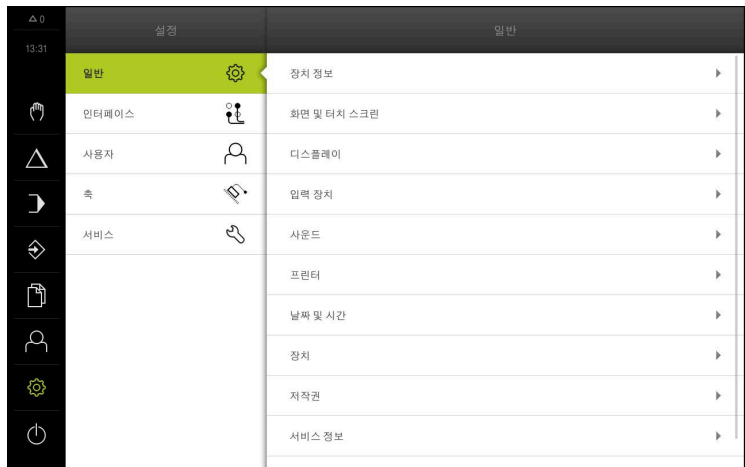 △ 0
13:31
설정
일반
일반
인터페이스
사용자
축
서비스
장치 정보
화면 및 터치 스크린
디스플레이
입력 장치
사운드
프린터
날짜 및 시간
장치
저작권
서비스 정보